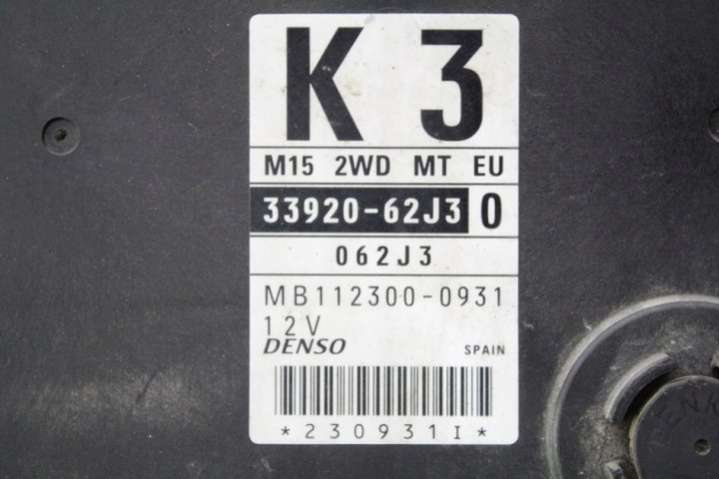 K 3
M15 2WD MT EU
33920-62J3 0
062J3
MB112300-0931
12V
DENSO SPAIN
*230931I*